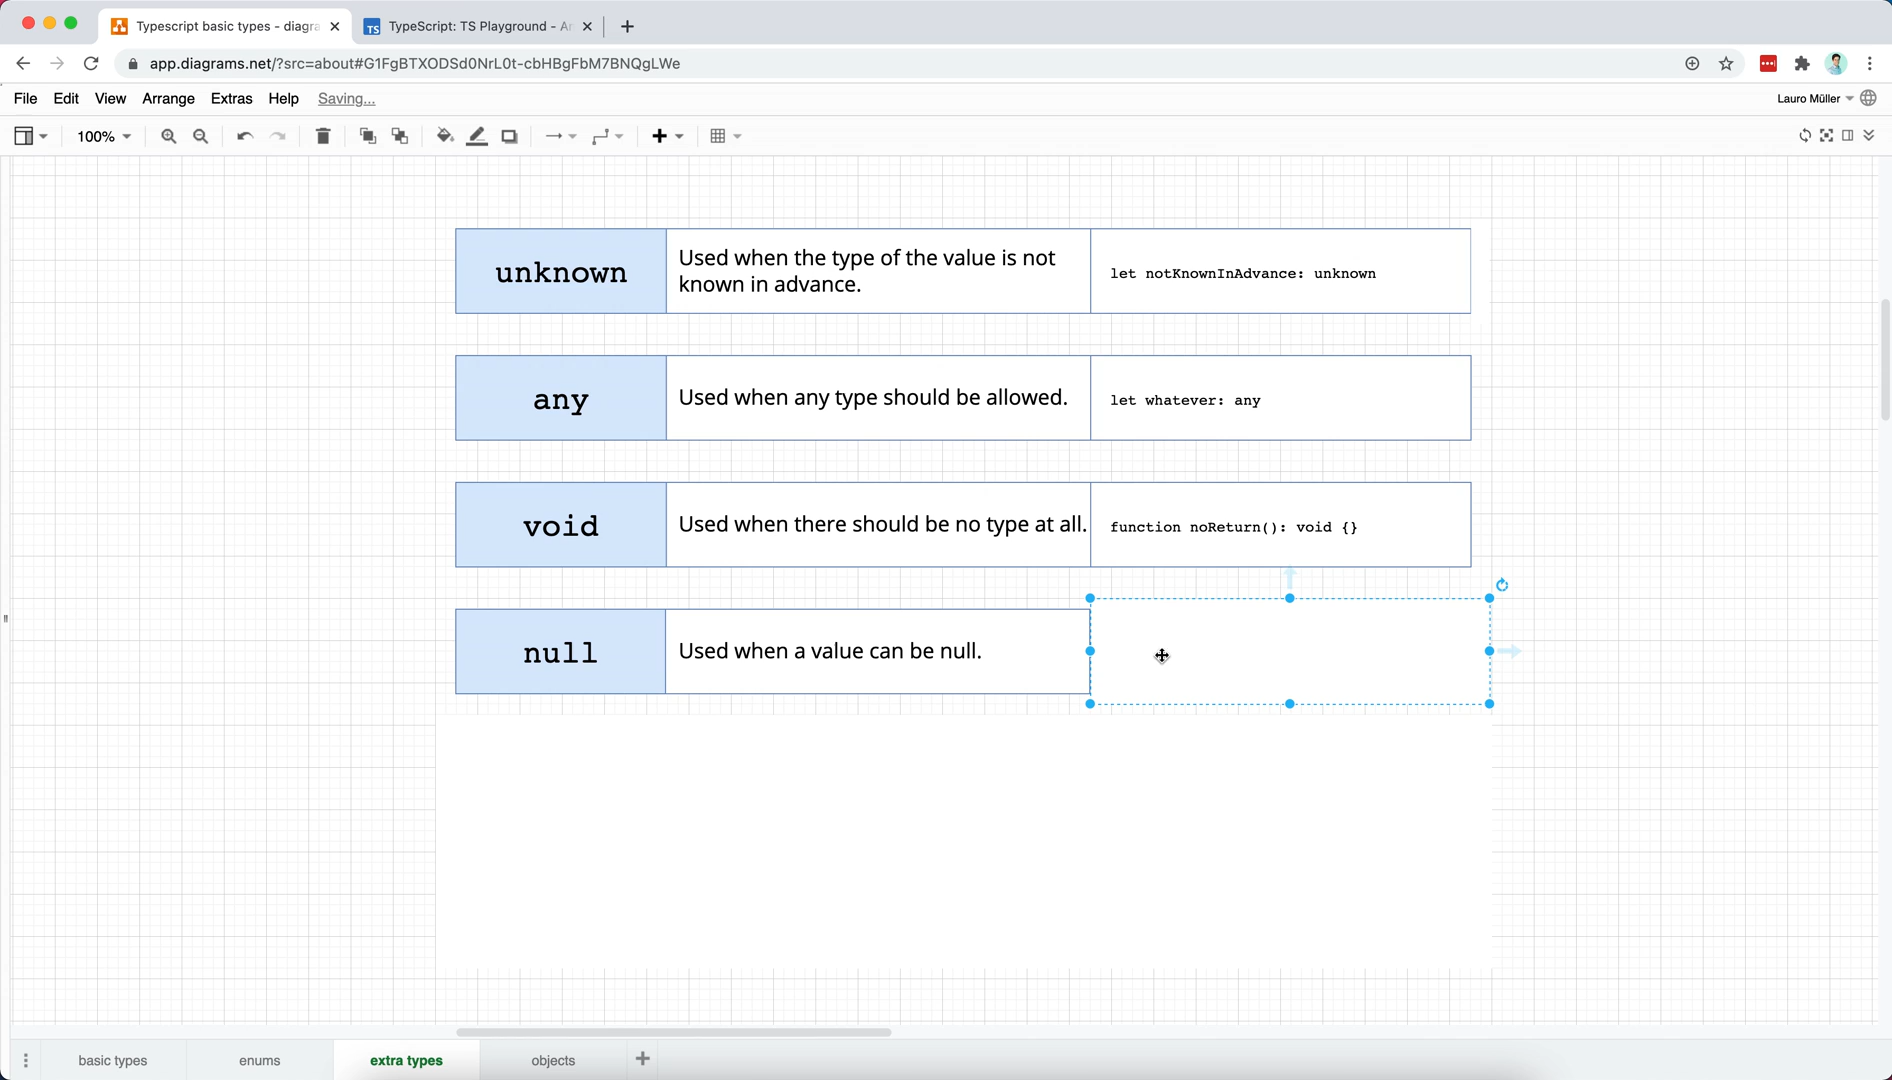 Typescript basic types - diagra
TypeScript: TS Playground - An
TS
app.diagrams.net/?src=about#G1FgBTXODSd0NrL0t-cbHBgFbM7BNQgLWe
File Edit View Arrange Extras Help Saving...
Lauro Müller
100%
unknown
Used when the type of the value is not
known in advance.
let notKnownInAdvance: unknown
any
Used when any type should be allowed.
let whatever: any
void
Used when there should be no type at all.
function noReturn(): void {}
null
Used when a value can be null.
basic types enums extra types objects